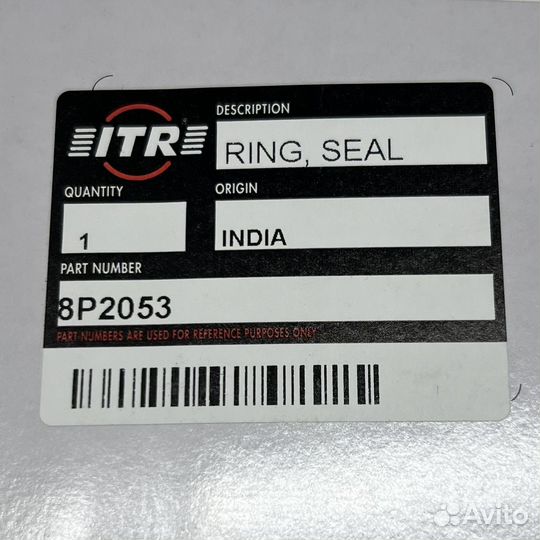 ITR
DESCRIPTION
RING, SEAL
QUANTITY
1
ORIGIN
INDIA
PART NUMBER
8P2053
PART NUMBERS ARE USED FOR REFERENCE PURPOSES ONLY
Avito